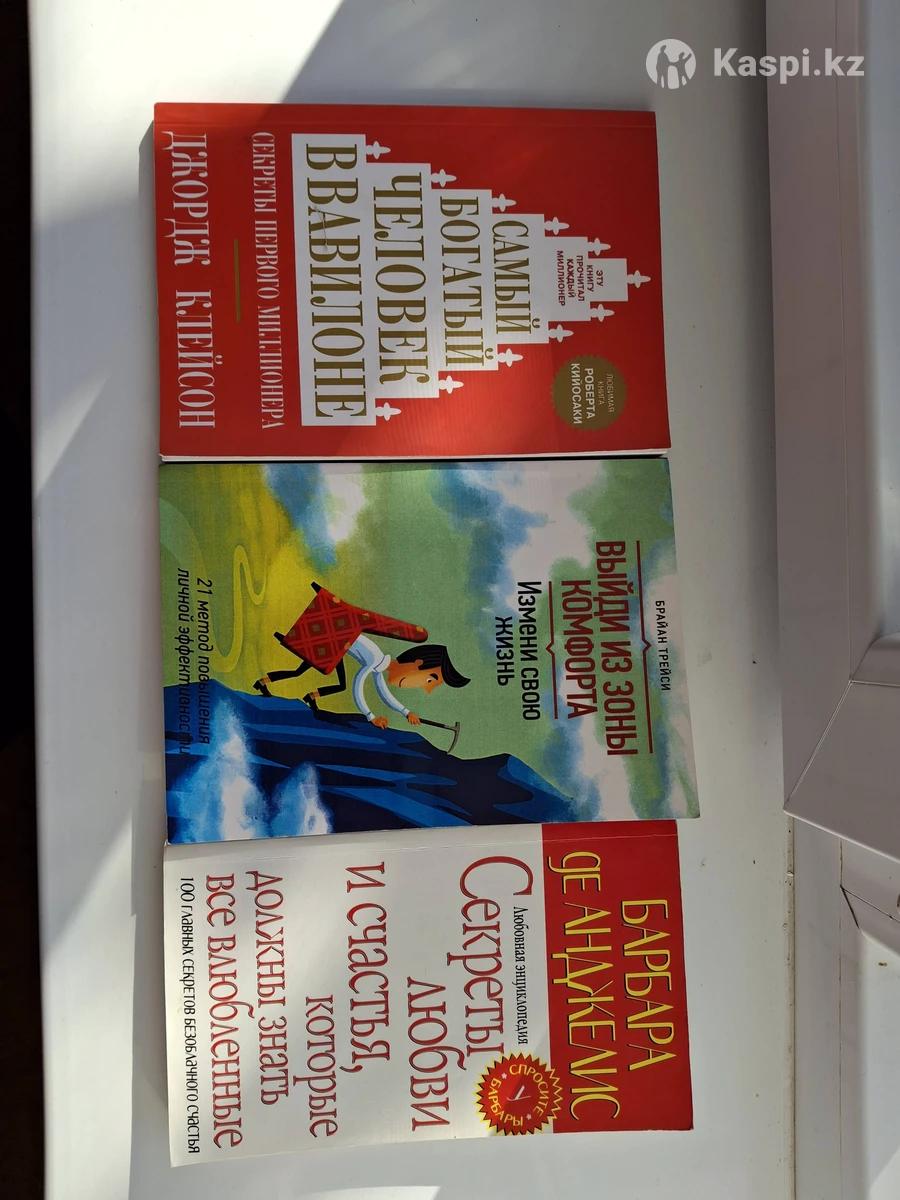 Kaspi.kz
ЭТУ
КНИГУ
ПРОЧИТАЛ
КАЖДЫЙ
МИЛЛИОНЕР
ЛЮБИМАЯ
КНИГА
РОБЕРТА
КИЙОСАКИ
САМЫЙ
БОГАТЫЙ
ЧЕЛОВЕК
В ВАВИЛОНЕ
СЕКРЕТЫ ПЕРВОГО МИЛЛИОНЕРА
ДЖОРДЖ КЛЕЙСОН
БРАЙАН ТРЕЙСИ
ВЫЙДИ ИЗ ЗОНЫ
КОМФОРТА
Измени свою
жизнь
21 метод повышения
личной эффективности
БАРБАРА
ДЕ АНДЖЕЛИС
СПРОСИТЕ
У
БАРБАРЫ
Любовная энциклопедия
Секреты
любви
и счастья,
которые
должны знать
все влюбленные
100 ГЛАВНЫХ СЕКРЕТОВ БЕЗОБЛАЧНОГО СЧАСТЬЯ